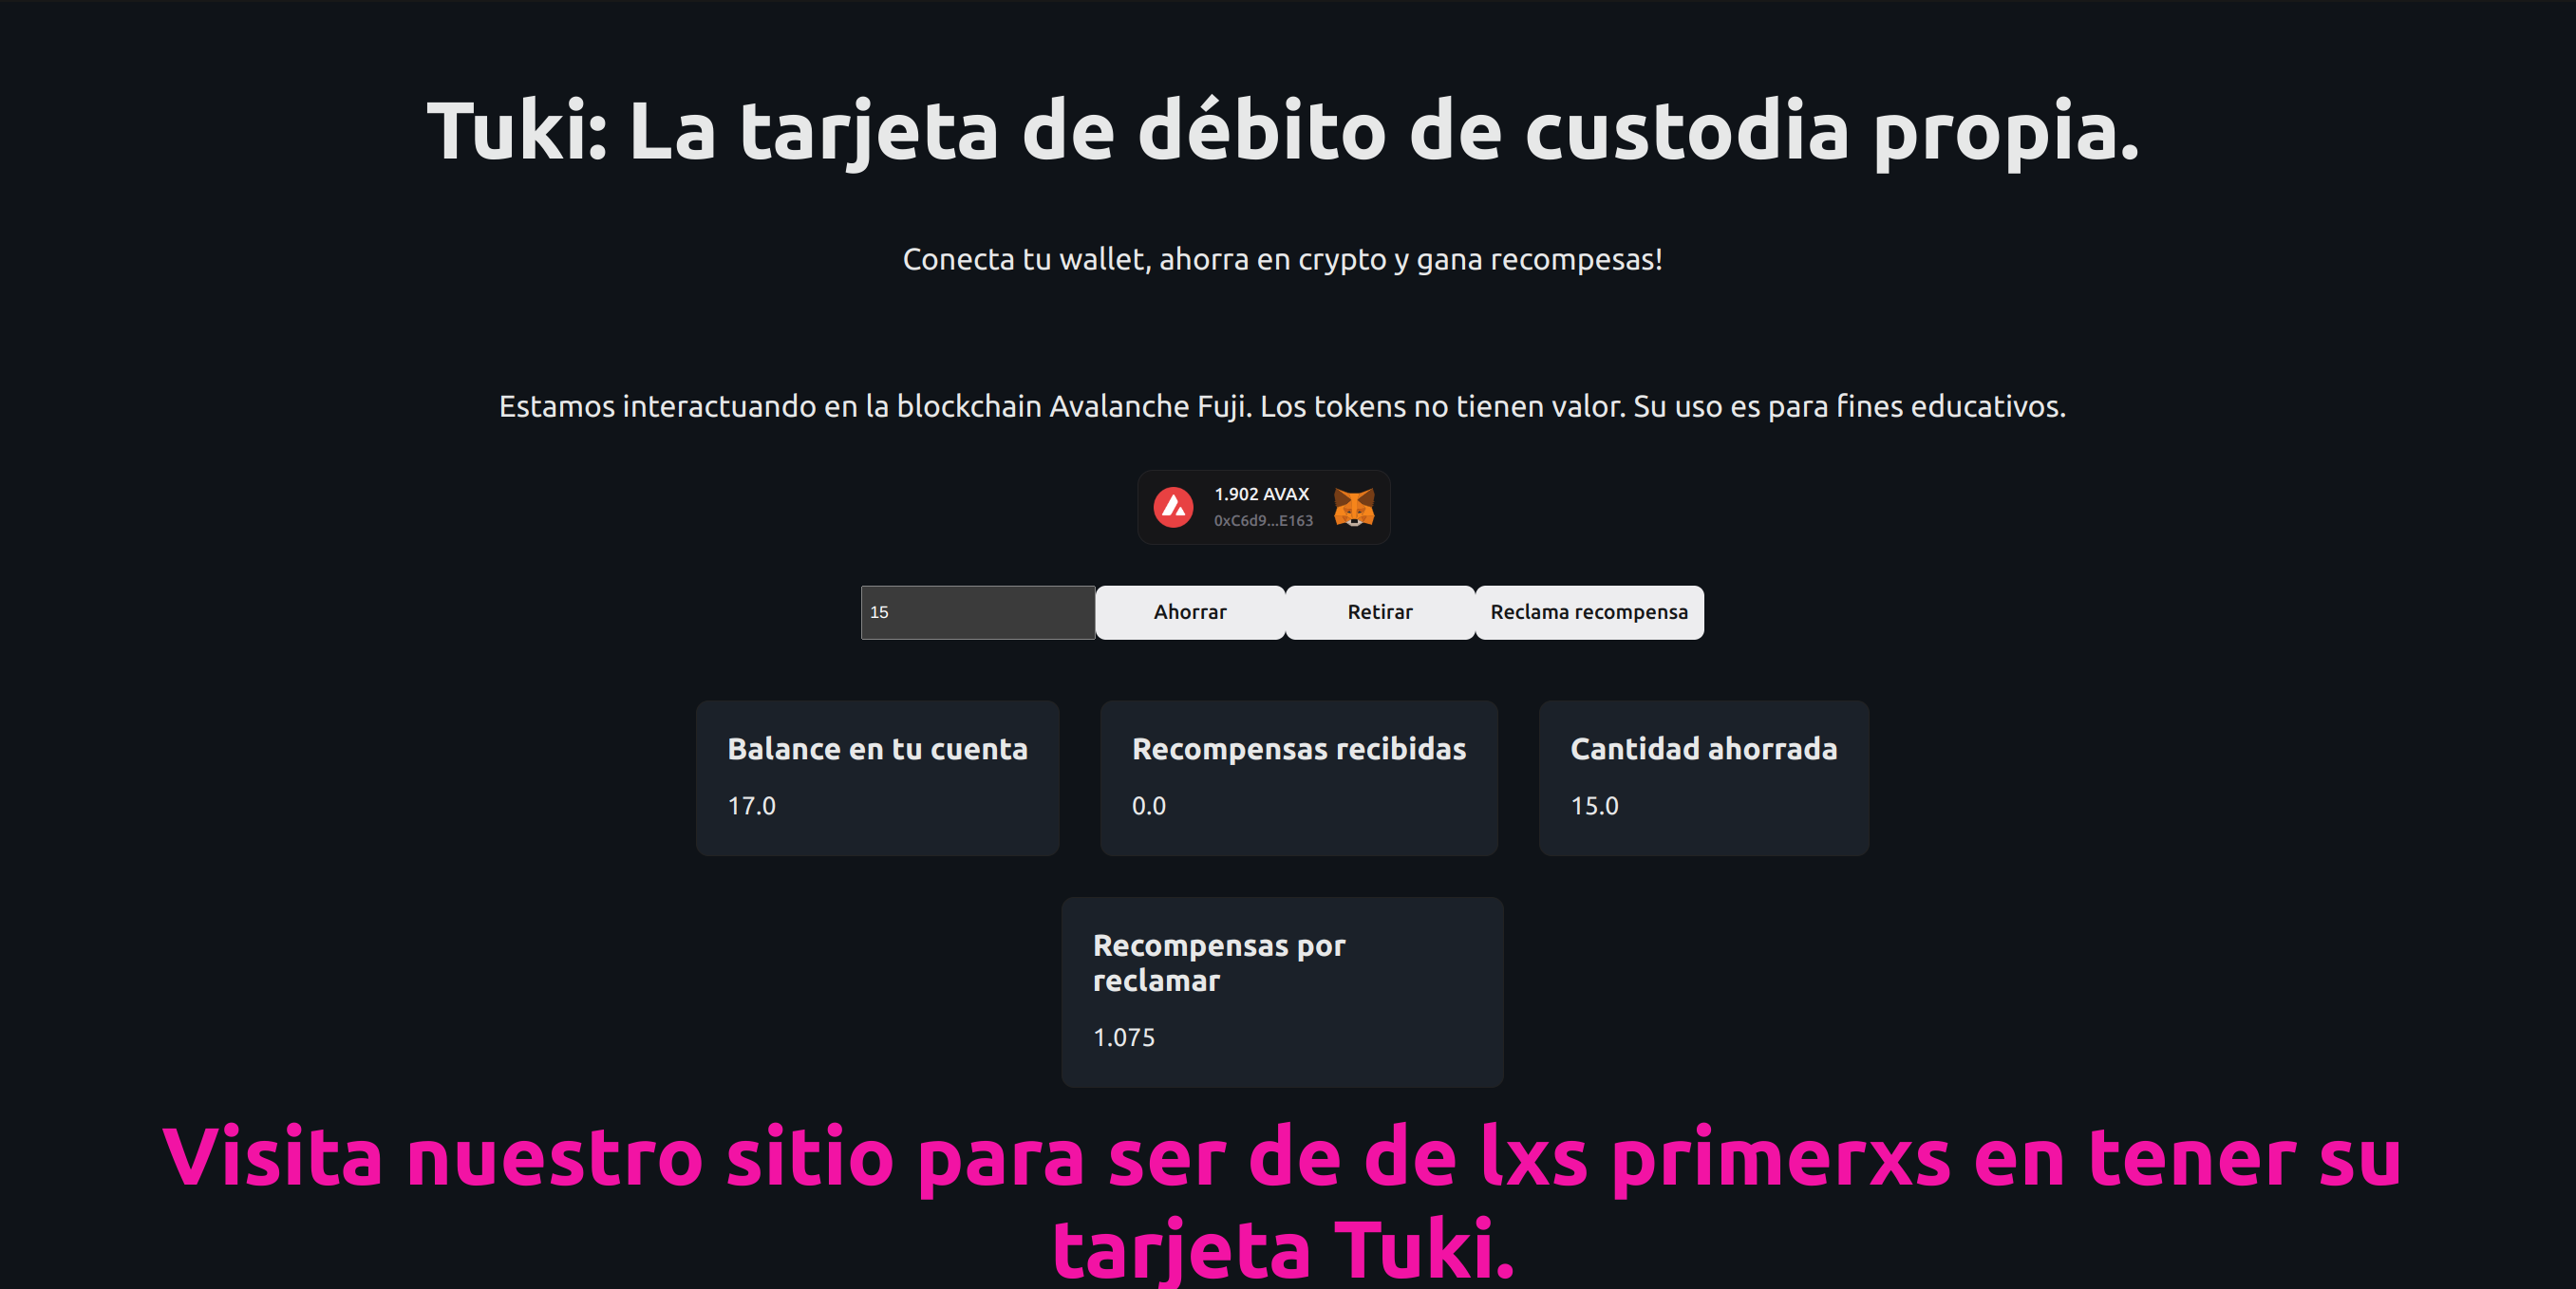 Tuki: La tarjeta de débito de custodia propia.
Conecta tu wallet, ahorra en crypto y gana recompesas!
Estamos interactuando en la blockchain Avalanche Fuji. Los tokens no tienen valor. Su uso es para fines educativos.
1.902 AVAX
0xC6d9...E163
15
Ahorrar
Retirar
Reclama recompensa
Balance en tu cuenta
17.0
Recompensas recibidas
0.0
Cantidad ahorrada
15.0
Recompensas por
reclamar
1.075
Visita nuestro sitio para ser de de lxs primerxs en tener su
tarjeta Tuki.